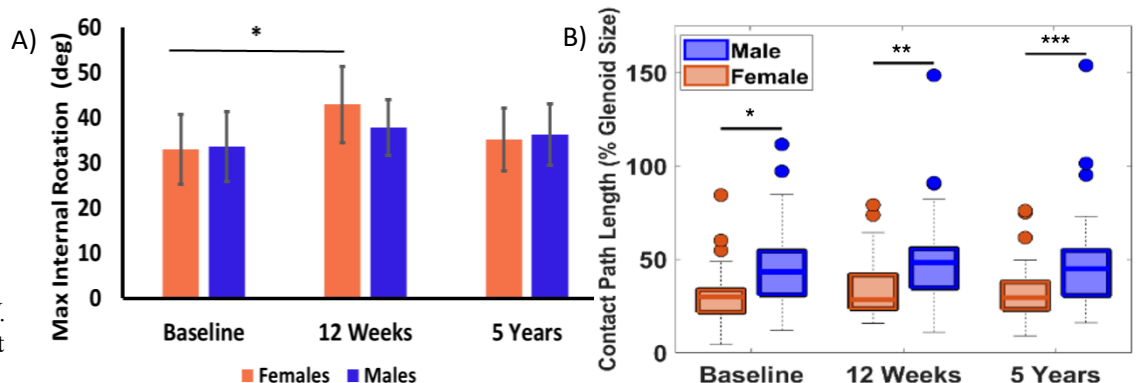 A)
Max Internal Rotation (deg)
60
50
40
30
20
10
0
*
Baseline
12 Weeks
5 Years
Females
Males
.
t
B)
Contact Path Length (% Glenoid Size)
150
100
50
0
Male
Female
*
**
***
Baseline
12 Weeks
5 Years